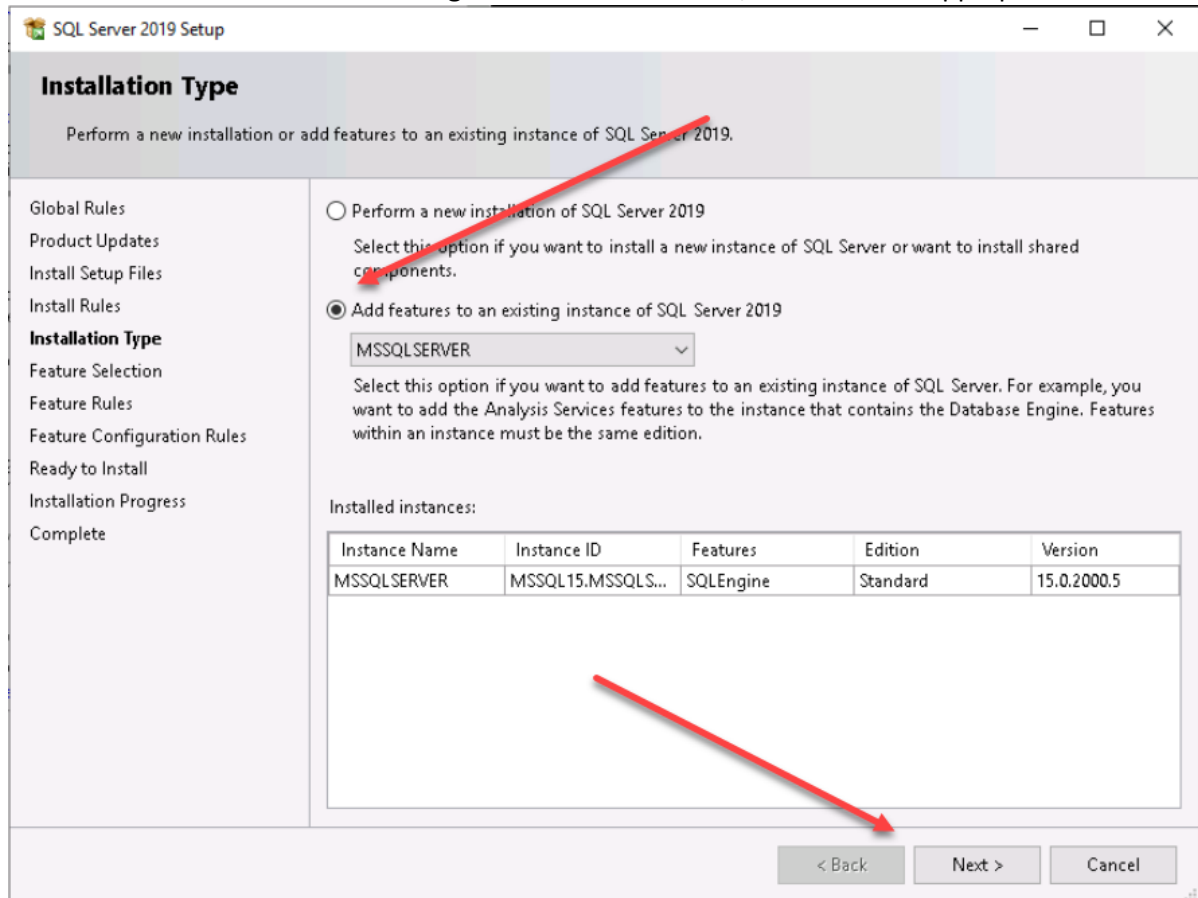 SQL Server 2019 Setup
Installation Type
Perform a new installation or add features to an existing instance of SQL Server 2019.
Global Rules
Product Updates
Install Setup Files
Install Rules
Installation Type
Feature Selection
Feature Rules
Feature Configuration Rules
Ready to Install
Installation Progress
Complete
Perform a new installation of SQL Server 2019
Select this option if you want to install a new instance of SQL Server or want to install shared
components.
Add features to an existing instance of SQL Server 2019
MSSQLSERVER
Select this option if you want to add features to an existing instance of SQL Server. For example, you
want to add the Analysis Services features to the instance that contains the Database Engine. Features
within an instance must be the same edition.
Installed instances:
Instance Name Instance ID Features Edition Version
MSSQLSERVER MSSQL15.MSSQLS... SQLEngine Standard 15.0.2000.5
< Back Next > Cancel